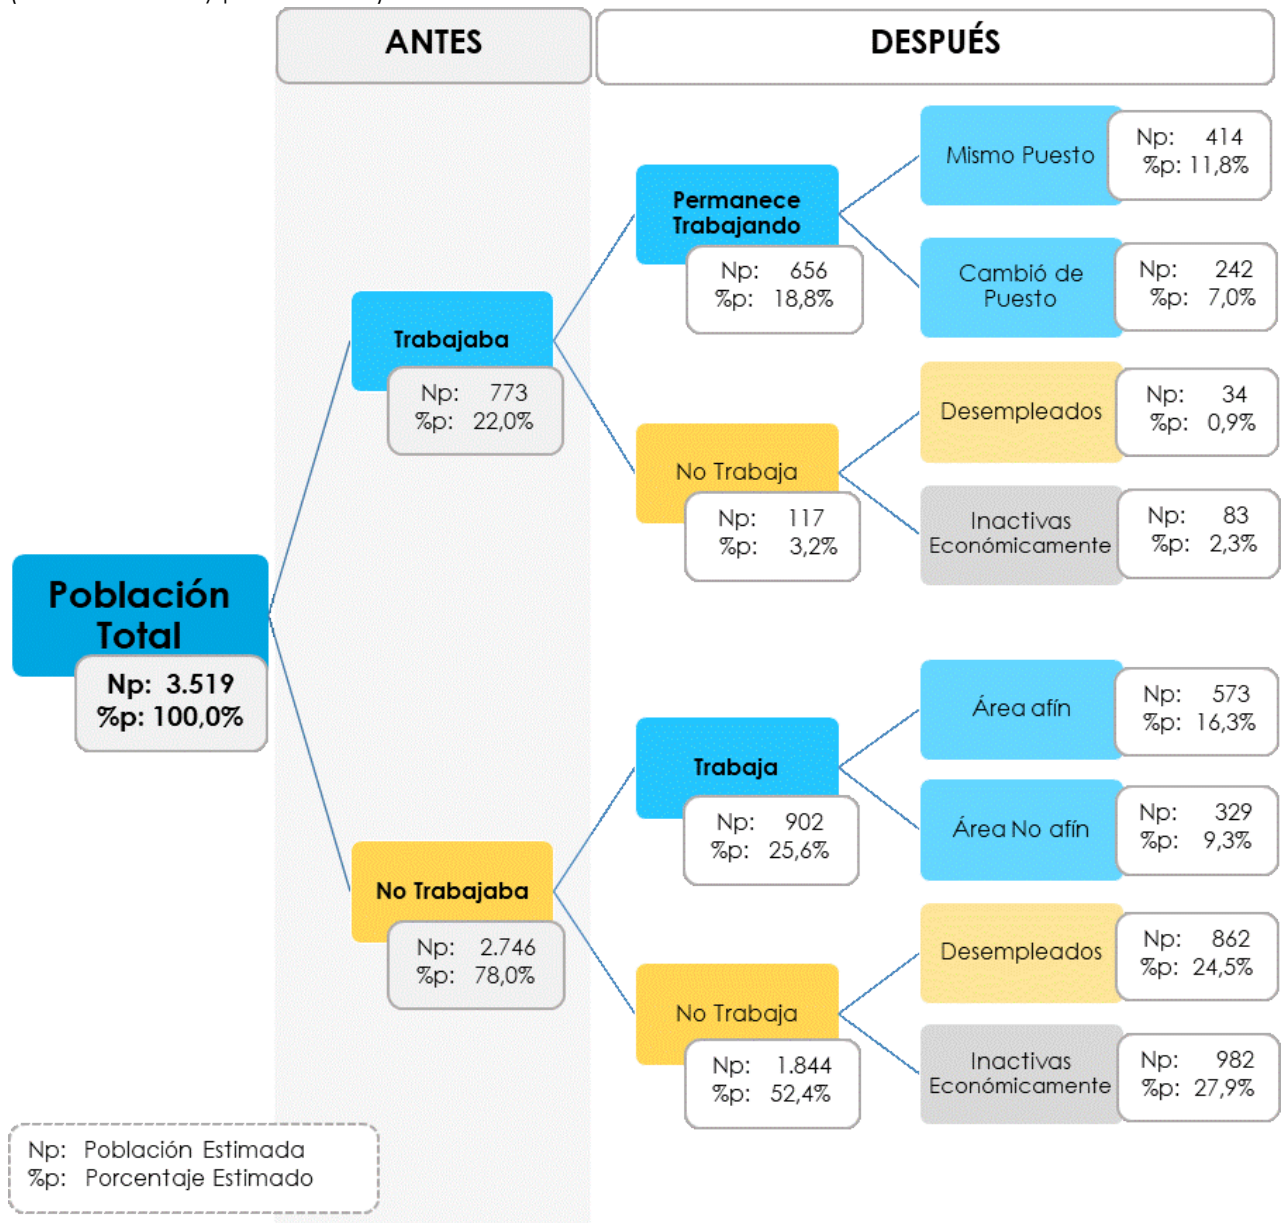 ANTES
DESPUÉS
Mismo Puesto
Np: 414
%p: 11,8%
Permanece
Trabajando
Np: 656
%p: 18,8%
Cambió de
Puesto
Np: 242
%p: 7,0%
Trabajaba
Np: 773
%p: 22,0%
Desempleados
Np: 34
%p: 0,9%
No Trabaja
Np: 117
%p: 3,2%
Inactivas
Económicamente
Np: 83
%p: 2,3%
Población
Total
Np: 3.519
%p: 100,0%
Área afín
Np: 573
%p: 16,3%
Trabaja
Np: 902
%p: 25,6%
Área No afín
Np: 329
%p: 9,3%
No Trabajaba
Np: 2.746
%p: 78,0%
Desempleados
Np: 862
%p: 24,5%
No Trabaja
Np: 1.844
%p: 52,4%
Inactivas
Económicamente
Np: 982
%p: 27,9%
Np: Población Estimada
%p: Porcentaje Estimado